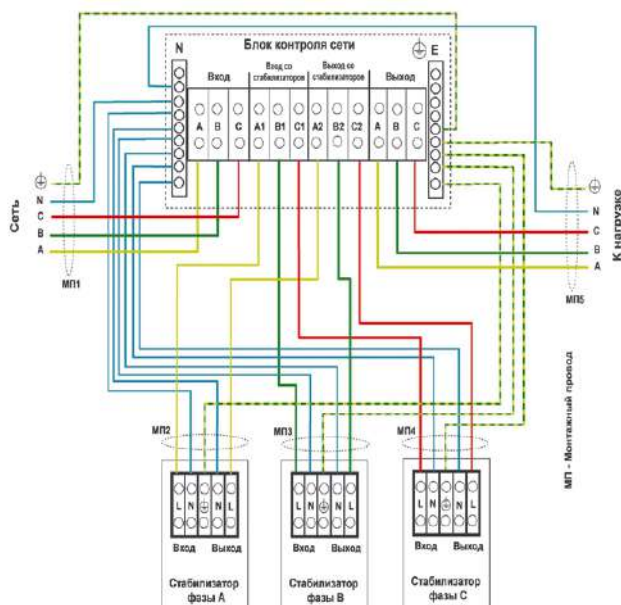 Блок контроля сети
N
E
Вход
Вход со стабилизаторов
Выход со стабилизаторов
Выход
A B C A1 B1 C1 A2 B2 C2 A B C
Сеть
N
C
B
A
МП1
К нагрузке
N
C
B
A
МП5
МП - Монтажный провод
МП2
МП3
МП4
L N N L
Вход Выход
Стабилизатор
фазы A
L N N L
Вход Выход
Стабилизатор
фазы B
L N N L
Вход Выход
Стабилизатор
фазы C